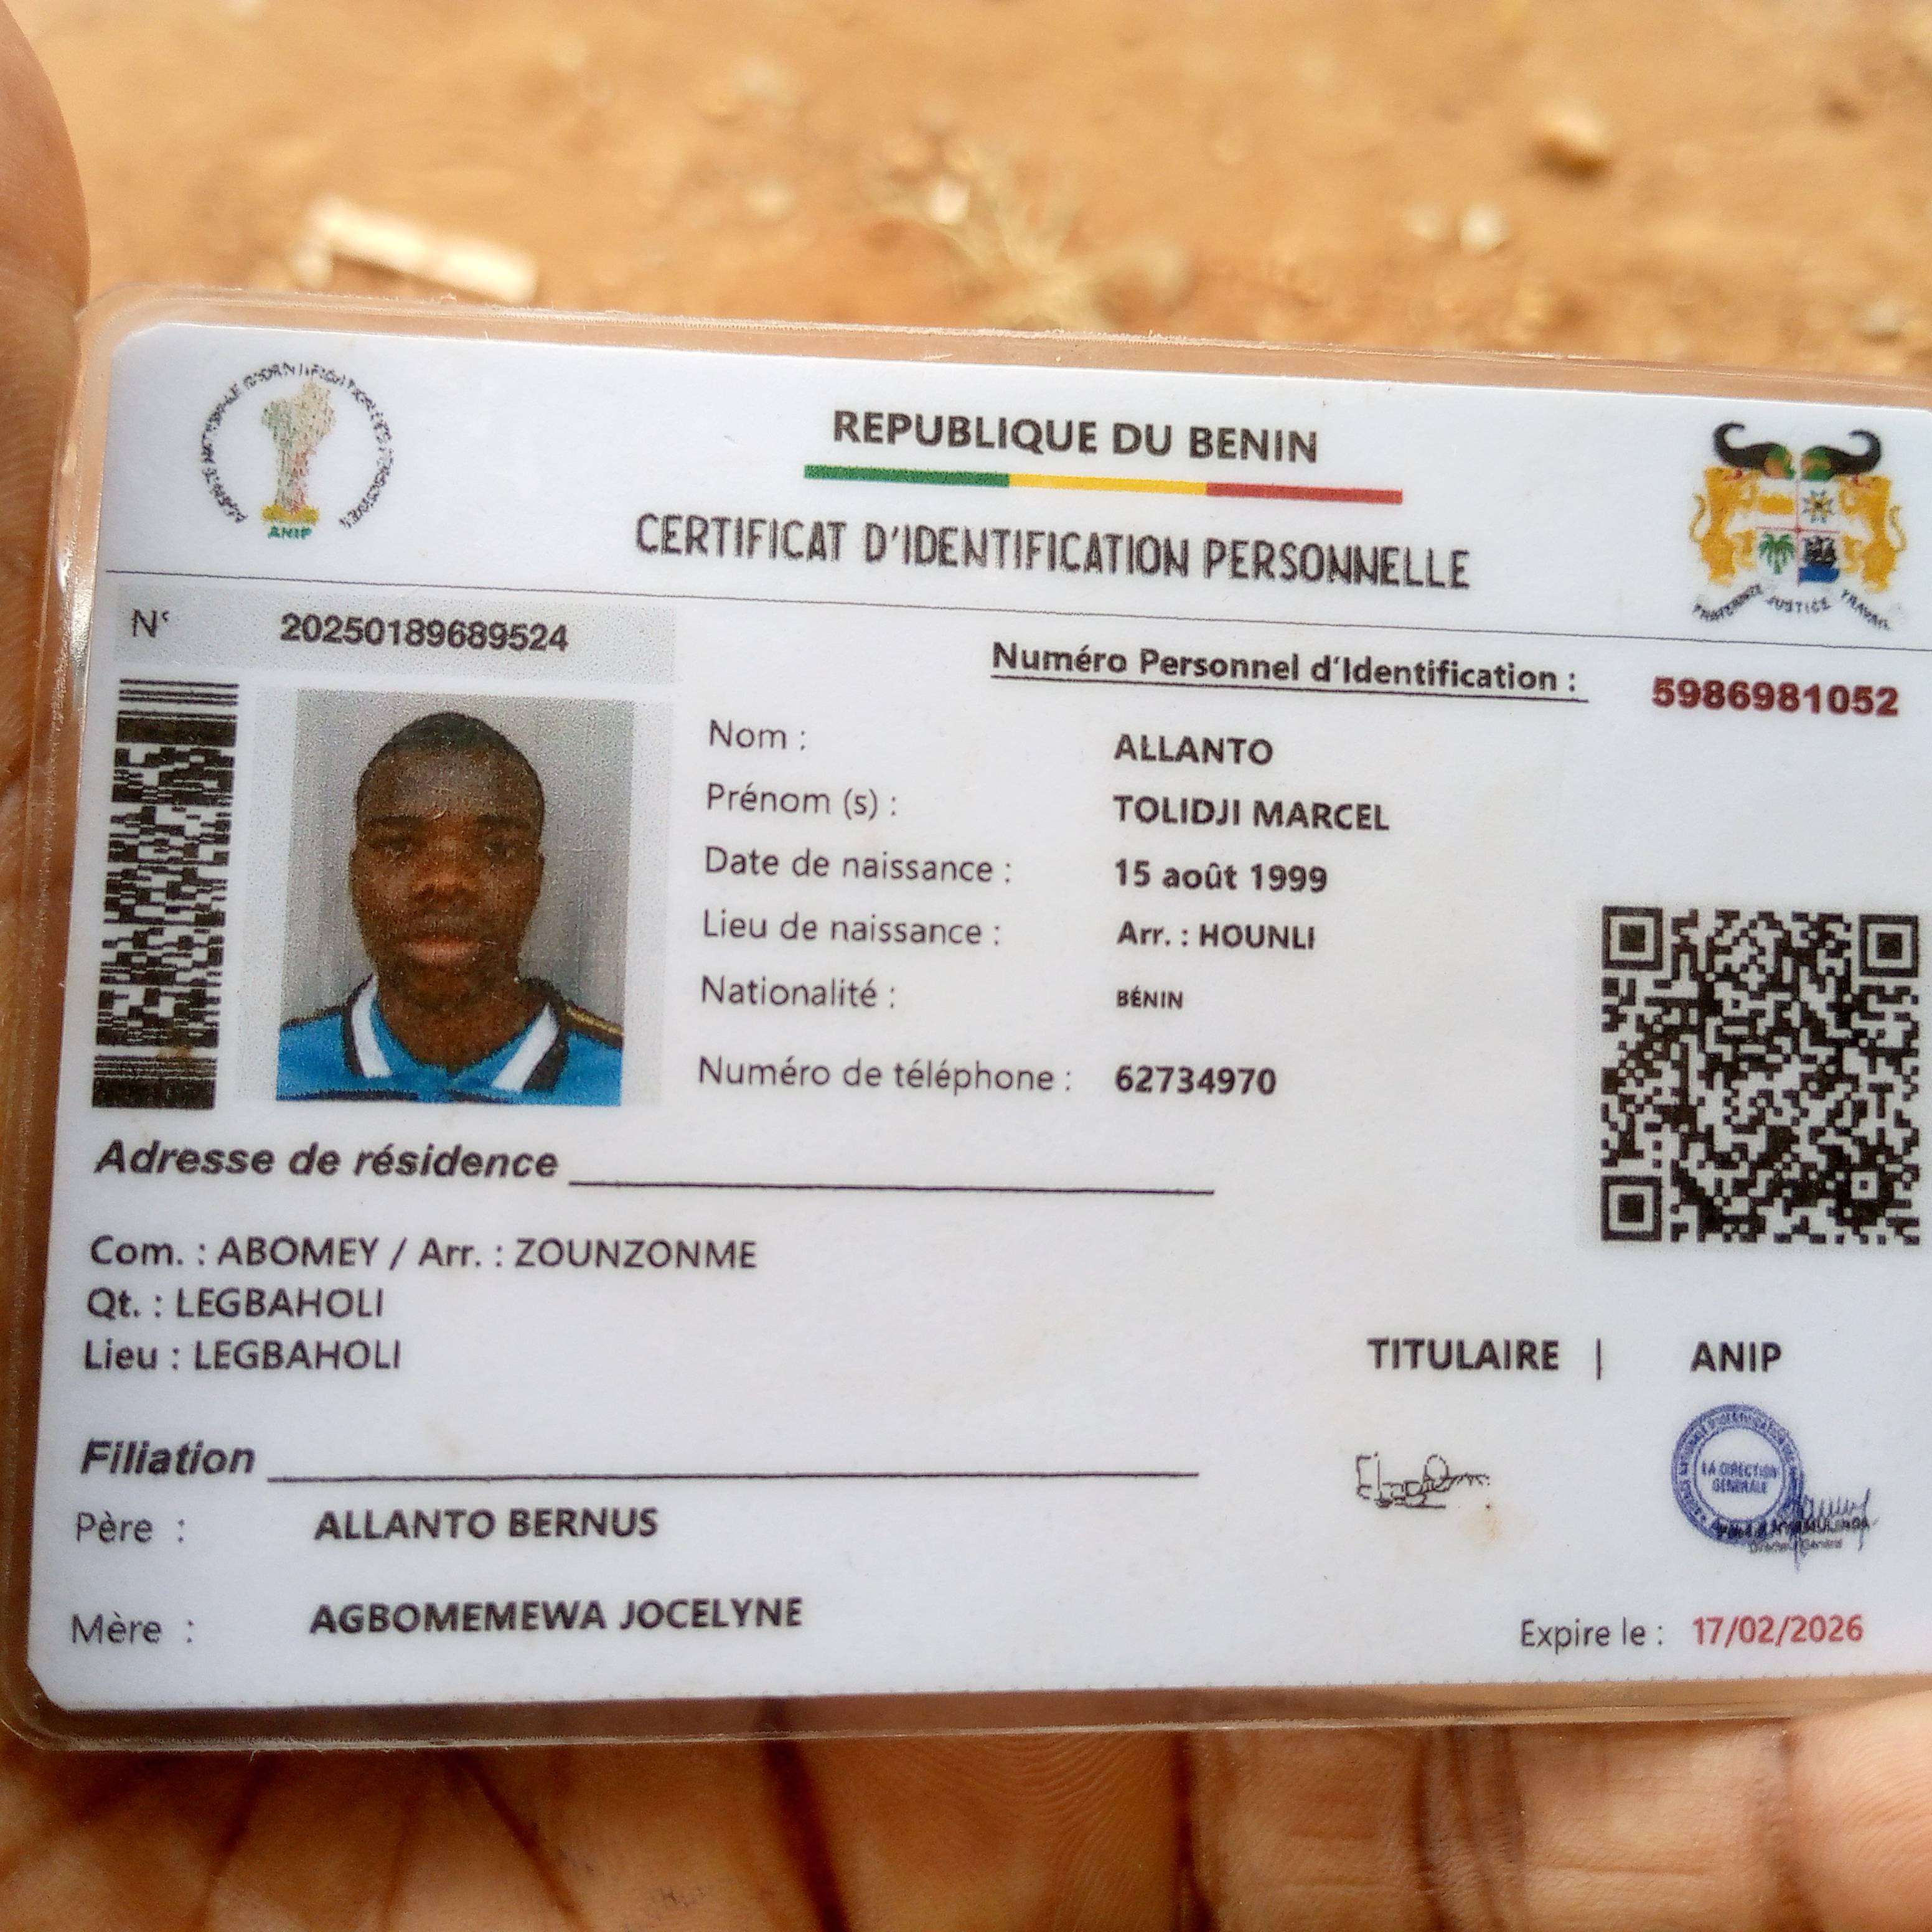 ANIP
REPUBLIQUE DU BENIN
CERTIFICAT D'IDENTIFICATION PERSONNELLE
FRATERNITE JUSTICE TRAVAIL
N° 20250189689524
Numéro Personnel d'Identification : 5986981052
Nom : ALLANTO
Prénom (s) : TOLIDJI MARCEL
Date de naissance : 15 août 1999
Lieu de naissance : Arr. : HOUNLI
Nationalité : BÉNIN
Numéro de téléphone : 62734970
Adresse de résidence
Com. : ABOMEY / Arr. : ZOUNZONME
Qt. : LEGBAHOLI
Lieu : LEGBAHOLI
TITULAIRE | ANIP
LA DIRECTION
GENERALE
Filiation
Père : ALLANTO BERNUS
Mère : AGBOMEMEWA JOCELYNE
Expire le : 17/02/2026